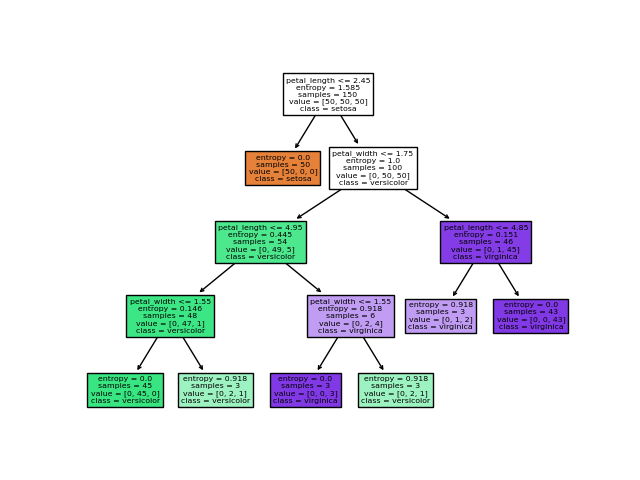 petal_length <= 2.45
entropy = 1.585
samples = 150
value = [50, 50, 50]
class = setosa
entropy = 0.0
samples = 50
value = [50, 0, 0]
class = setosa
petal_width <= 1.75
entropy = 1.0
samples = 100
value = [0, 50, 50]
class = versicolor
petal_length <= 4.95
entropy = 0.445
samples = 54
value = [0, 49, 5]
class = versicolor
petal_length <= 4.85
entropy = 0.151
samples = 46
value = [0, 1, 45]
class = virginica
petal_width <= 1.55
entropy = 0.146
samples = 48
value = [0, 47, 1]
class = versicolor
petal_width <= 1.55
entropy = 0.918
samples = 6
value = [0, 2, 4]
class = virginica
entropy = 0.918
samples = 3
value = [0, 1, 2]
class = virginica
entropy = 0.0
samples = 43
value = [0, 0, 43]
class = virginica
entropy = 0.0
samples = 45
value = [0, 45, 0]
class = versicolor
entropy = 0.918
samples = 3
value = [0, 2, 1]
class = versicolor
entropy = 0.0
samples = 3
value = [0, 0, 3]
class = virginica
entropy = 0.918
samples = 3
value = [0, 2, 1]
class = versicolor